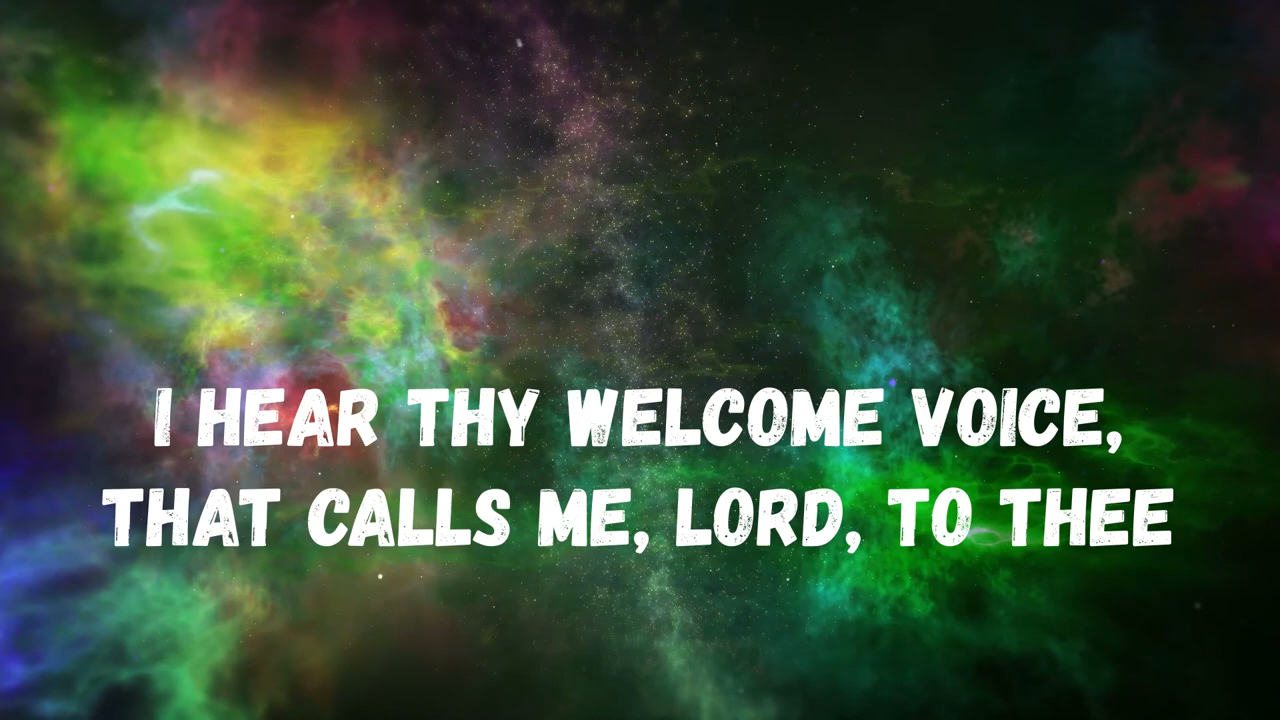 I HEAR THY WELCOME VOICE,
THAT CALLS ME, LORD, TO THEE